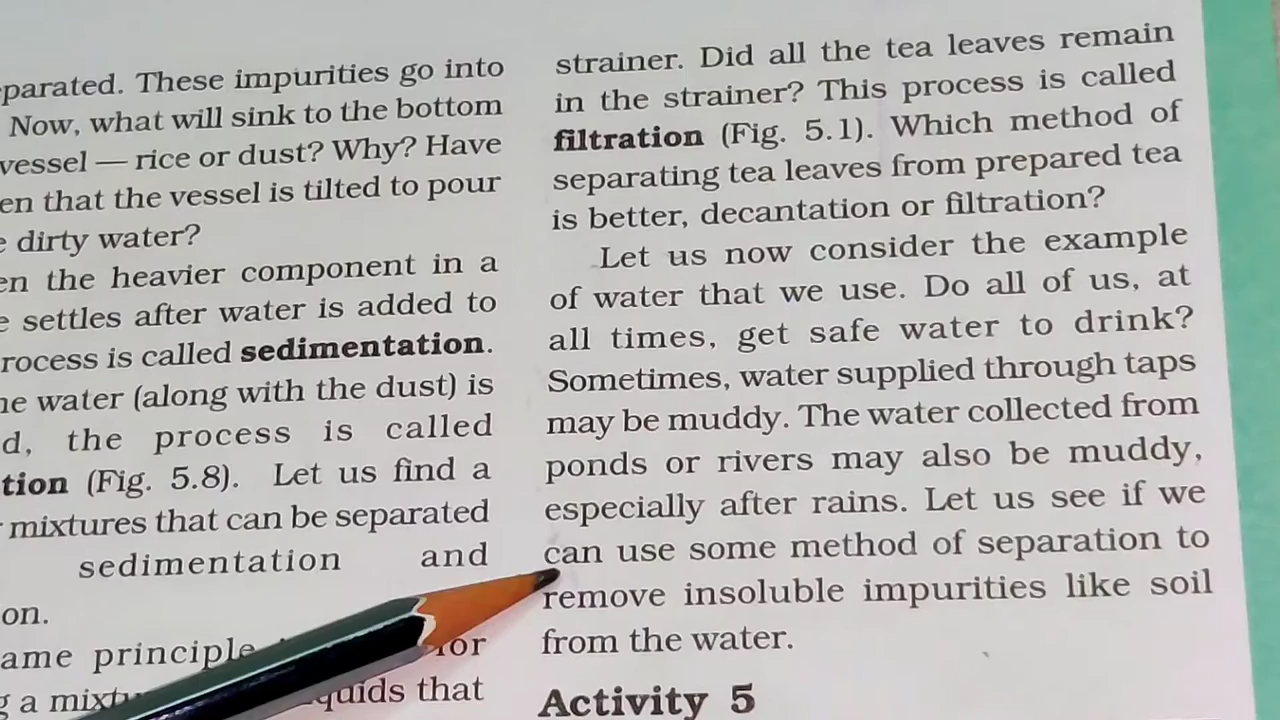 eparated. These impurities go into
Now, what will sink to the bottom
vessel — rice or dust? Why? Have
en that the vessel is tilted to pour
e dirty water?
en the heavier component in a
e settles after water is added to
rocess is called sedimentation.
he water (along with the dust) is
d, the process is called
tion (Fig. 5.8). Let us find a
mixtures that can be separated
sedimentation and
on.
ame principle for
g a mixtu quids that
strainer. Did all the tea leaves remain
in the strainer? This process is called
filtration (Fig. 5.1). Which method of
separating tea leaves from prepared tea
is better, decantation or filtration?
Let us now consider the example
of water that we use. Do all of us, at
all times, get safe water to drink?
Sometimes, water supplied through taps
may be muddy. The water collected from
ponds or rivers may also be muddy,
especially after rains. Let us see if we
can use some method of separation to
remove insoluble impurities like soil
from the water.
Activity 5